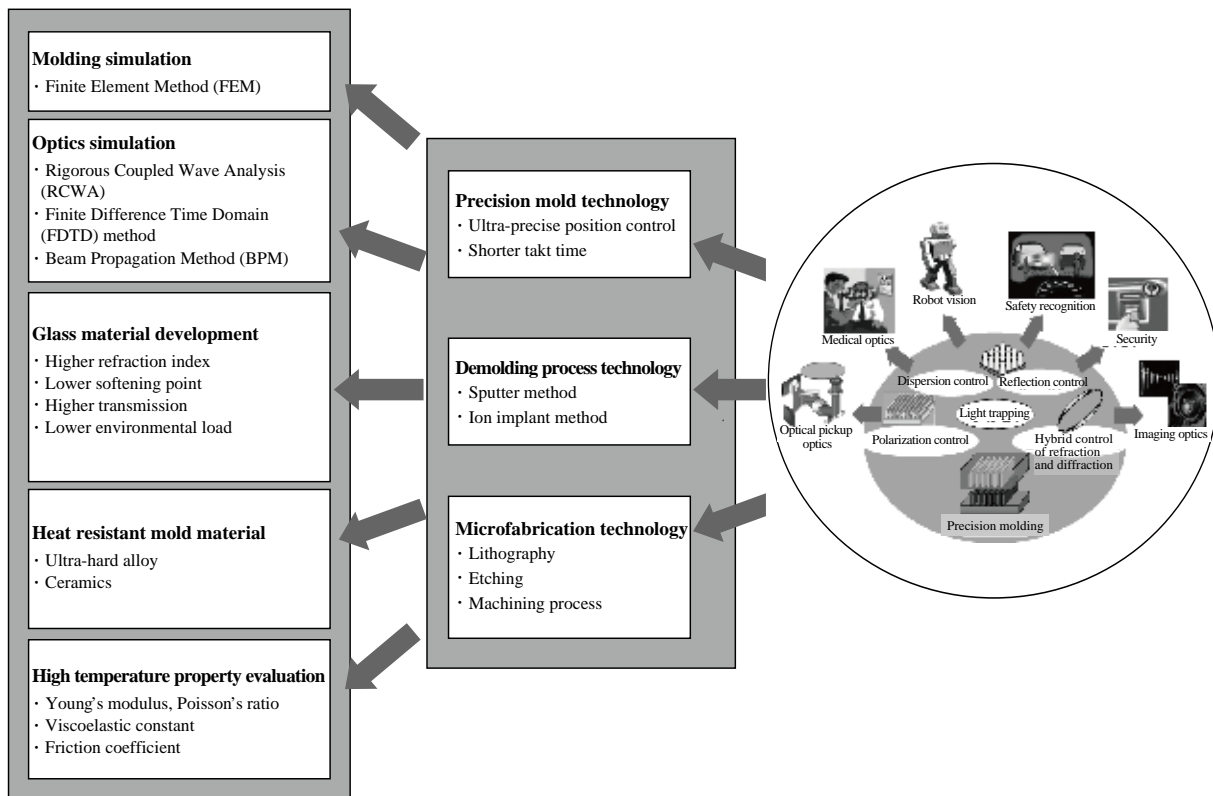 Molding simulation
・Finite Element Method (FEM)
Optics simulation
・Rigorous Coupled Wave Analysis
(RCWA)
・Finite Difference Time Domain
(FDTD) method
・Beam Propagation Method (BPM)
Glass material development
・Higher refraction index
・Lower softening point
・Higher transmission
・Lower environmental load
Heat resistant mold material
・Ultra-hard alloy
・Ceramics
High temperature property evaluation
・Young's modulus, Poisson's ratio
・Viscoelastic constant
・Friction coefficient
Precision mold technology
・Ultra-precise position control
・Shorter takt time
Demolding process technology
・Sputter method
・Ion implant method
Microfabrication technology
・Lithography
・Etching
・Machining process
Robot vision
Safety recognition
Medical optics
Security
Dispersion control
Reflection control
Optical pickup
optics
Light trapping
Polarization control
Hybrid control
of refraction
and diffraction
Imaging optics
Precision molding